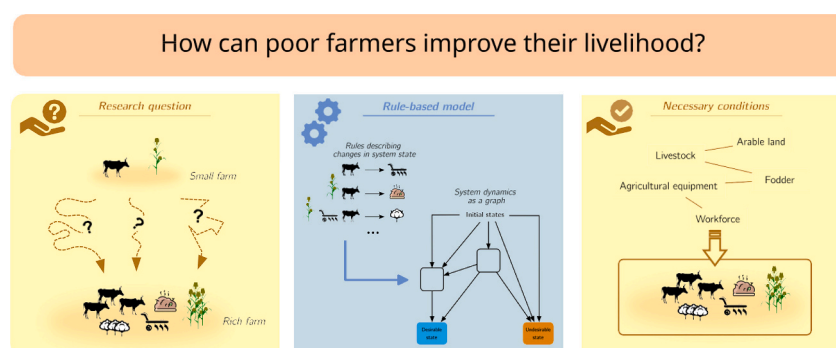 How can poor farmers improve their livelihood?
Research question
?
Small farm
? ? ?
Rich farm
Rule-based model
Rules describing
changes in system state
...
System dynamics
as a graph
Initial states
Desirable
state
Undesirable
state
Necessary conditions
Arable land
Livestock
Fodder
Agricultural equipment
Workforce